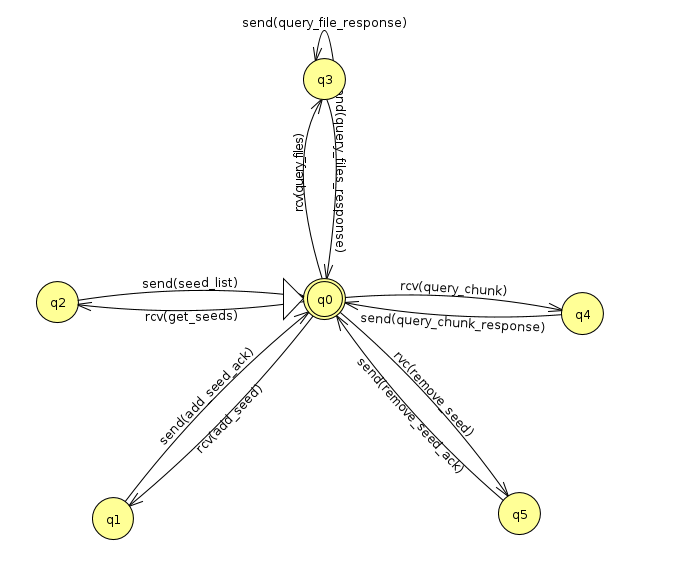 send(query_file_response)
q3
rcv(query_files)
nd(query_files_response)
send(seed_list)
q2
q0
rcv(get_seeds)
rcv(query_chunk)
q4
send(query_chunk_response)
send(add_seed_ack)
rcv(add_seed)
rvc(remove_seed)
send(remove_seed_ack)
q1
q5